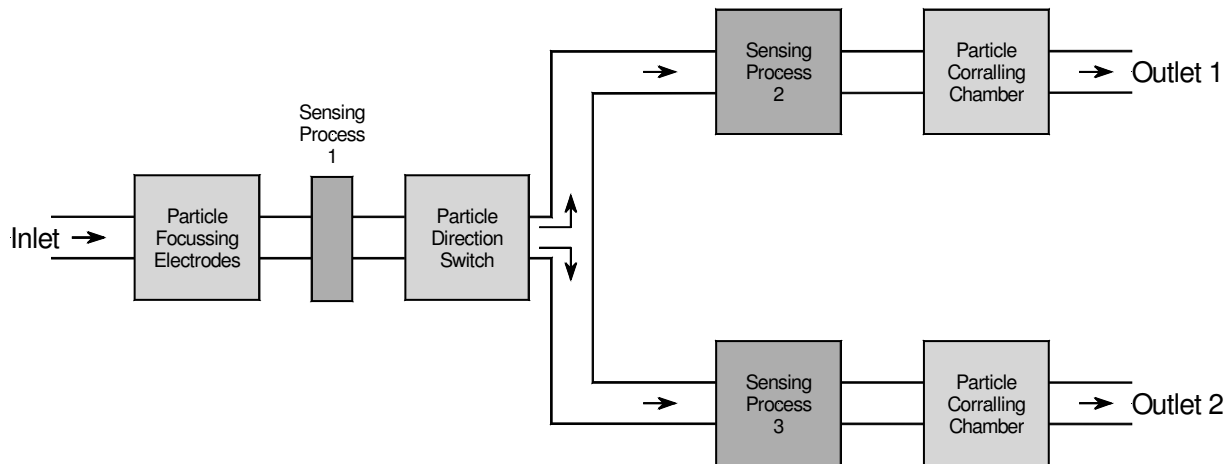 Inlet
Particle
Focussing
Electrodes
Sensing
Process
1
Particle
Direction
Switch
Sensing
Process
2
Particle
Corralling
Chamber
Outlet 1
Sensing
Process
3
Particle
Corralling
Chamber
Outlet 2